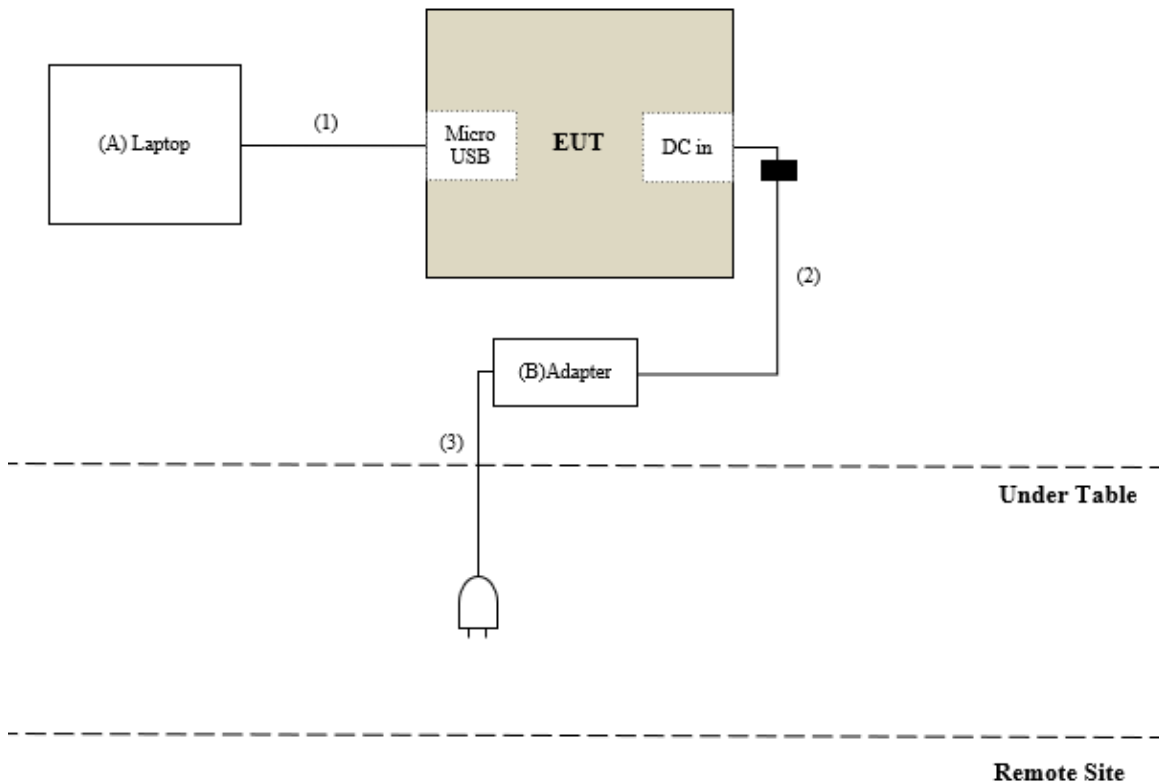 (A) Laptop
(1)
Micro
USB
EUT
DC in
(2)
(B)Adapter
(3)
Under Table
Remote Site